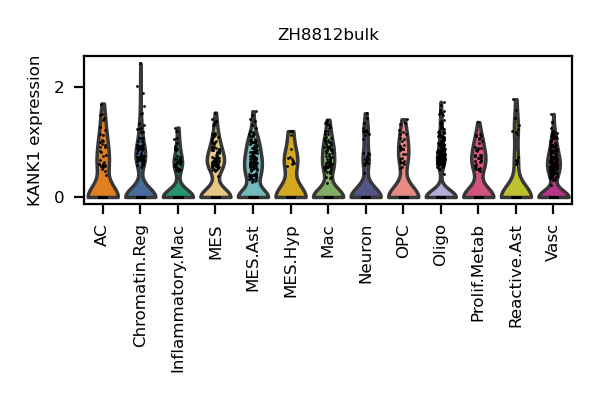 ZH8812bulk
KANK1 expression
2
0
AC
Chromatin.Reg
Inflammatory.Mac
MES
MES.Ast
MES.Hyp
Mac
Neuron
OPC
Oligo
Prolif.Metab
Reactive.Ast
Vasc